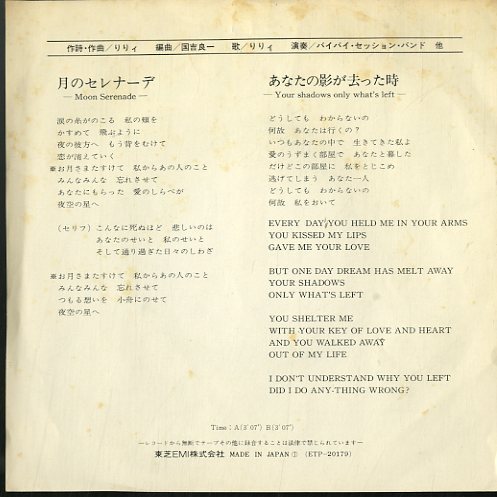 作詩・作曲/りりィ 編曲/国吉良一 歌/りりィ 演奏/バイバイ・セッション・バンド 他
月のセレナーデ
— Moon Serenade —
涙の糸がのこる 私の頬を
かすめて 飛ぶように
夜の彼方へ もう背をむけて
恋が消えていく
※お月さまたすけて 私からあの人のこと
みんなみんな 忘れさせて
あなたにもらった 愛のしらべが
夜空の星へ
(セリフ) こんなに死ぬほど 悲しいのは
あなたのせいと 私のせいと
そして通り過ぎた日々のしわざ
※お月さまたすけて 私からあの人のこと
みんなみんな 忘れさせて
つもる想いを 小舟にのせて
夜空の星へ
あなたの影が去った時
— Your shadows only what's left —
どうしても わからないの
何故 あなたは行くの?
いつもあなたの中で 生きてきた私よ
愛のうずまく部屋で あなたと暮した
だけどこの部屋に 私をとじこめ
逃げてしまう あなた一人
どうしても わからないの
何故 私をおいて
EVERY DAY YOU HELD ME IN YOUR ARMS
YOU KISSED MY LIPS
GAVE ME YOUR LOVE
BUT ONE DAY DREAM HAS MELT AWAY
YOUR SHADOWS
ONLY WHAT'S LEFT
YOU SHELTER ME
WITH YOUR KEY OF LOVE AND HEART
AND YOU WALKED AWAY
OUT OF MY LIFE
I DON'T UNDERSTAND WHY YOU LEFT
DID I DO ANY-THING WRONG?
Time : A(3'07") B(3'07")
—レコードから無断でテープその他に録音することは法律で禁じられています—
東芝EMI株式会社 MADE IN JAPAN ② (ETP-20179)